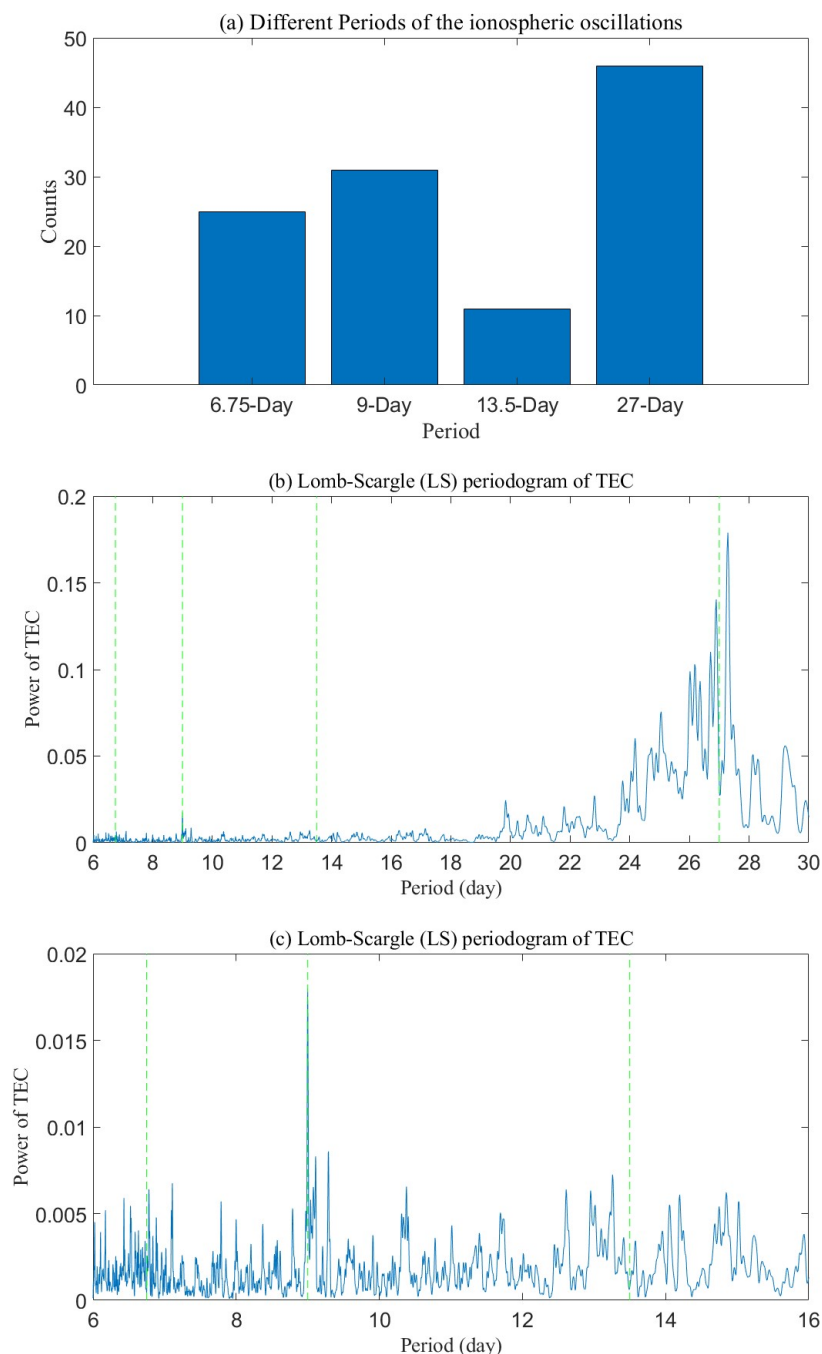 (a) Different Periods of the ionospheric oscillations
50
40
30
20
10
0
Counts
6.75-Day 9-Day 13.5-Day 27-Day
Period
(b) Lomb-Scargle (LS) periodogram of TEC
0.2
0.15
0.1
0.05
0
Power of TEC
6 8 10 12 14 16 18 20 22 24 26 28 30
Period (day)
(c) Lomb-Scargle (LS) periodogram of TEC
0.02
0.015
0.01
0.005
0
Power of TEC
6 8 10 12 14 16
Period (day)